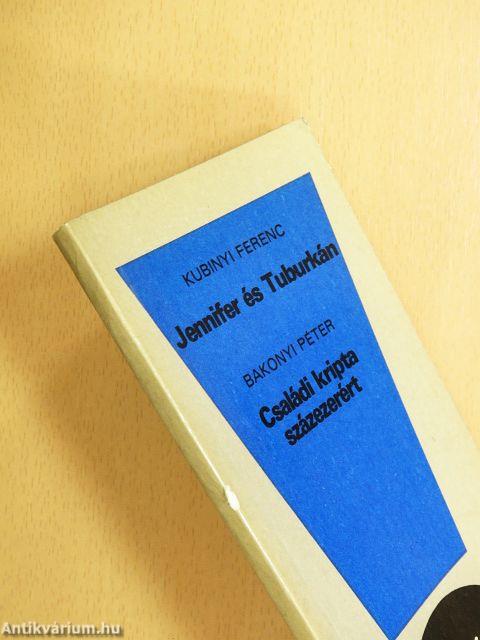 KUBINYI FERENC
Jennifer és Tuburkán
BAKONYI PÉTER
Családi kripta
százezerért
Antikvárium.hu